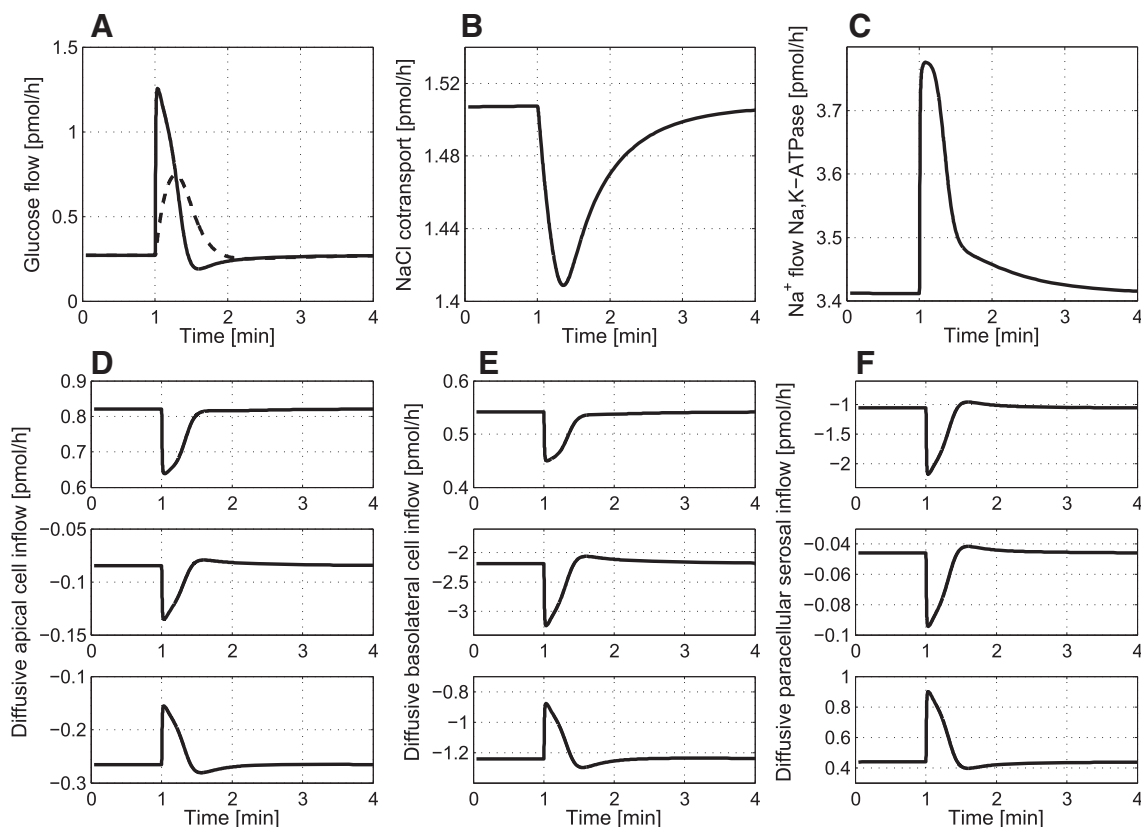 A
B
C
Glucose flow [pmol/h]
1.5
1
0.5
0
0 1 2 3 4
Time [min]
NaCl cotransport [pmol/h]
1.52
1.48
1.44
1.4
0 1 2 3 4
Time [min]
Na+ flow Na,K−ATPase [pmol/h]
3.7
3.6
3.5
3.4
0 1 2 3 4
Time [min]
D
E
F
Diffusive apical cell inflow [pmol/h]
0.9
0.8
0.7
0.6
0 1 2 3 4
−0.05
−0.1
−0.15
0 1 2 3 4
−0.1
−0.2
−0.3
0 1 2 3 4
Time [min]
Diffusive basolateral cell inflow [pmol/h]
0.6
0.5
0.4
0 1 2 3 4
−2
−2.5
−3
0 1 2 3 4
−0.8
−1
−1.2
0 1 2 3 4
Time [min]
Diffusive paracellular serosal inflow [pmol/h]
−1
−1.5
−2
0 1 2 3 4
−0.04
−0.06
−0.08
−0.1
0 1 2 3 4
1
0.8
0.6
0.4
0 1 2 3 4
Time [min]